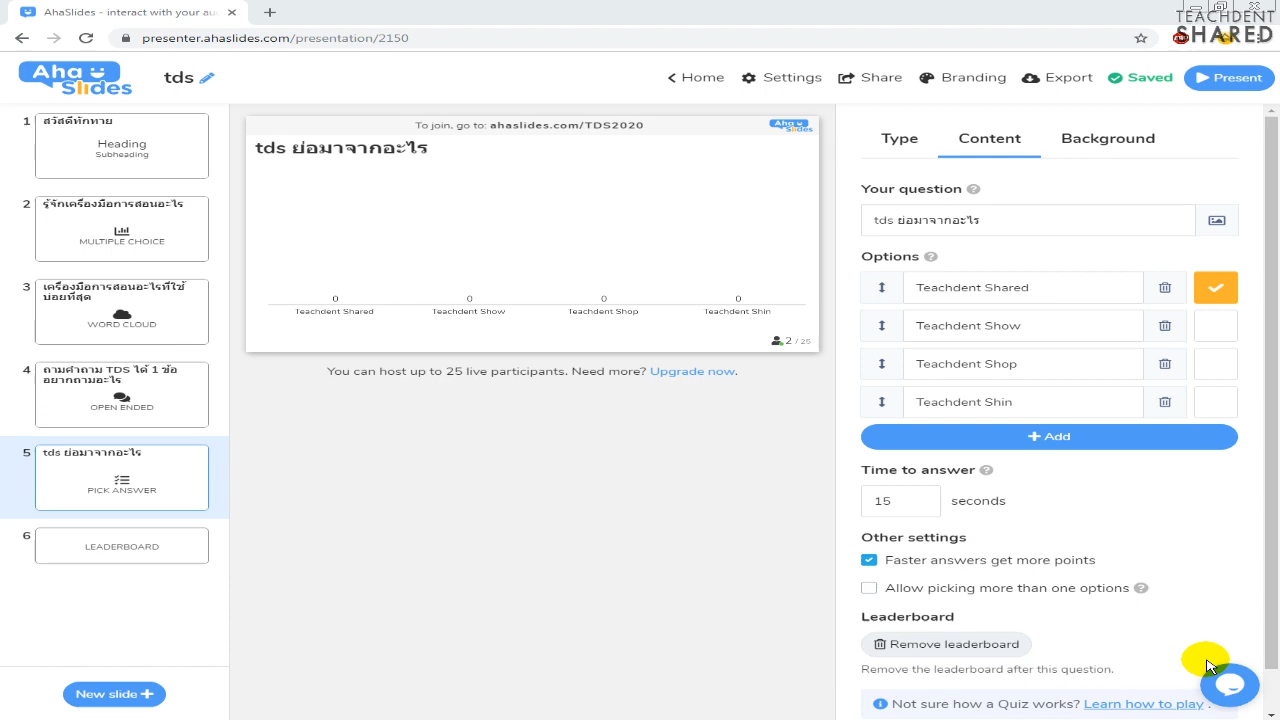 AhaSlides - interact with your au
TEACHDENT
SHARED
presenter.ahaslides.com/presentation/2150
Aha
Slides
tds
Home
Settings
Share
Branding
Export
Saved
Present
1
สวัสดีทักทาย
Heading
Subheading
2
รู้จักเครื่องมือการสอนอะไร
MULTIPLE CHOICE
3
เครื่องมือการสอนอะไรที่ใช้
บ่อยที่สุด
WORD CLOUD
4
ถามคำถาม TDS ได้ 1 ข้อ
อยากถามอะไร
OPEN ENDED
5
tds ย่อมาจากอะไร
PICK ANSWER
6
LEADERBOARD
New slide +
To join, go to: ahaslides.com/TDS2020
Aha
Slides
tds ย่อมาจากอะไร
0 0 0 0
Teachdent Shared Teachdent Show Teachdent Shop Teachdent Shin
2 / 25
You can host up to 25 live participants. Need more? Upgrade now.
Type Content Background
Your question ?
tds ย่อมาจากอะไร
Options ?
Teachdent Shared
Teachdent Show
Teachdent Shop
Teachdent Shin
+ Add
Time to answer ?
15 seconds
Other settings
Faster answers get more points
Allow picking more than one options ?
Leaderboard
Remove leaderboard
Remove the leaderboard after this question.
Not sure how a Quiz works? Learn how to play .